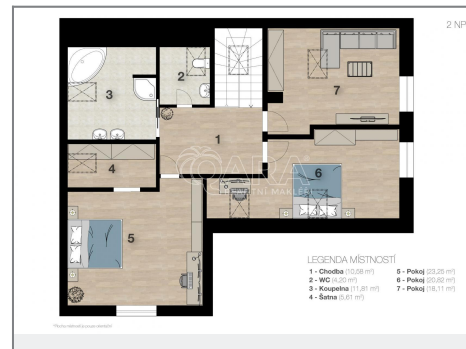 2 NP
3
2
7
1
4
6
5
LEGENDA MÍSTNOSTÍ
1 - Chodba (10,58 m²)
2 - WC (4,20 m²)
3 - Koupelna (11,81 m²)
4 - Šatna (5,61 m²)
5 - Pokoj (23,25 m²)
6 - Pokoj (20,82 m²)
7 - Pokoj (18,11 m²)